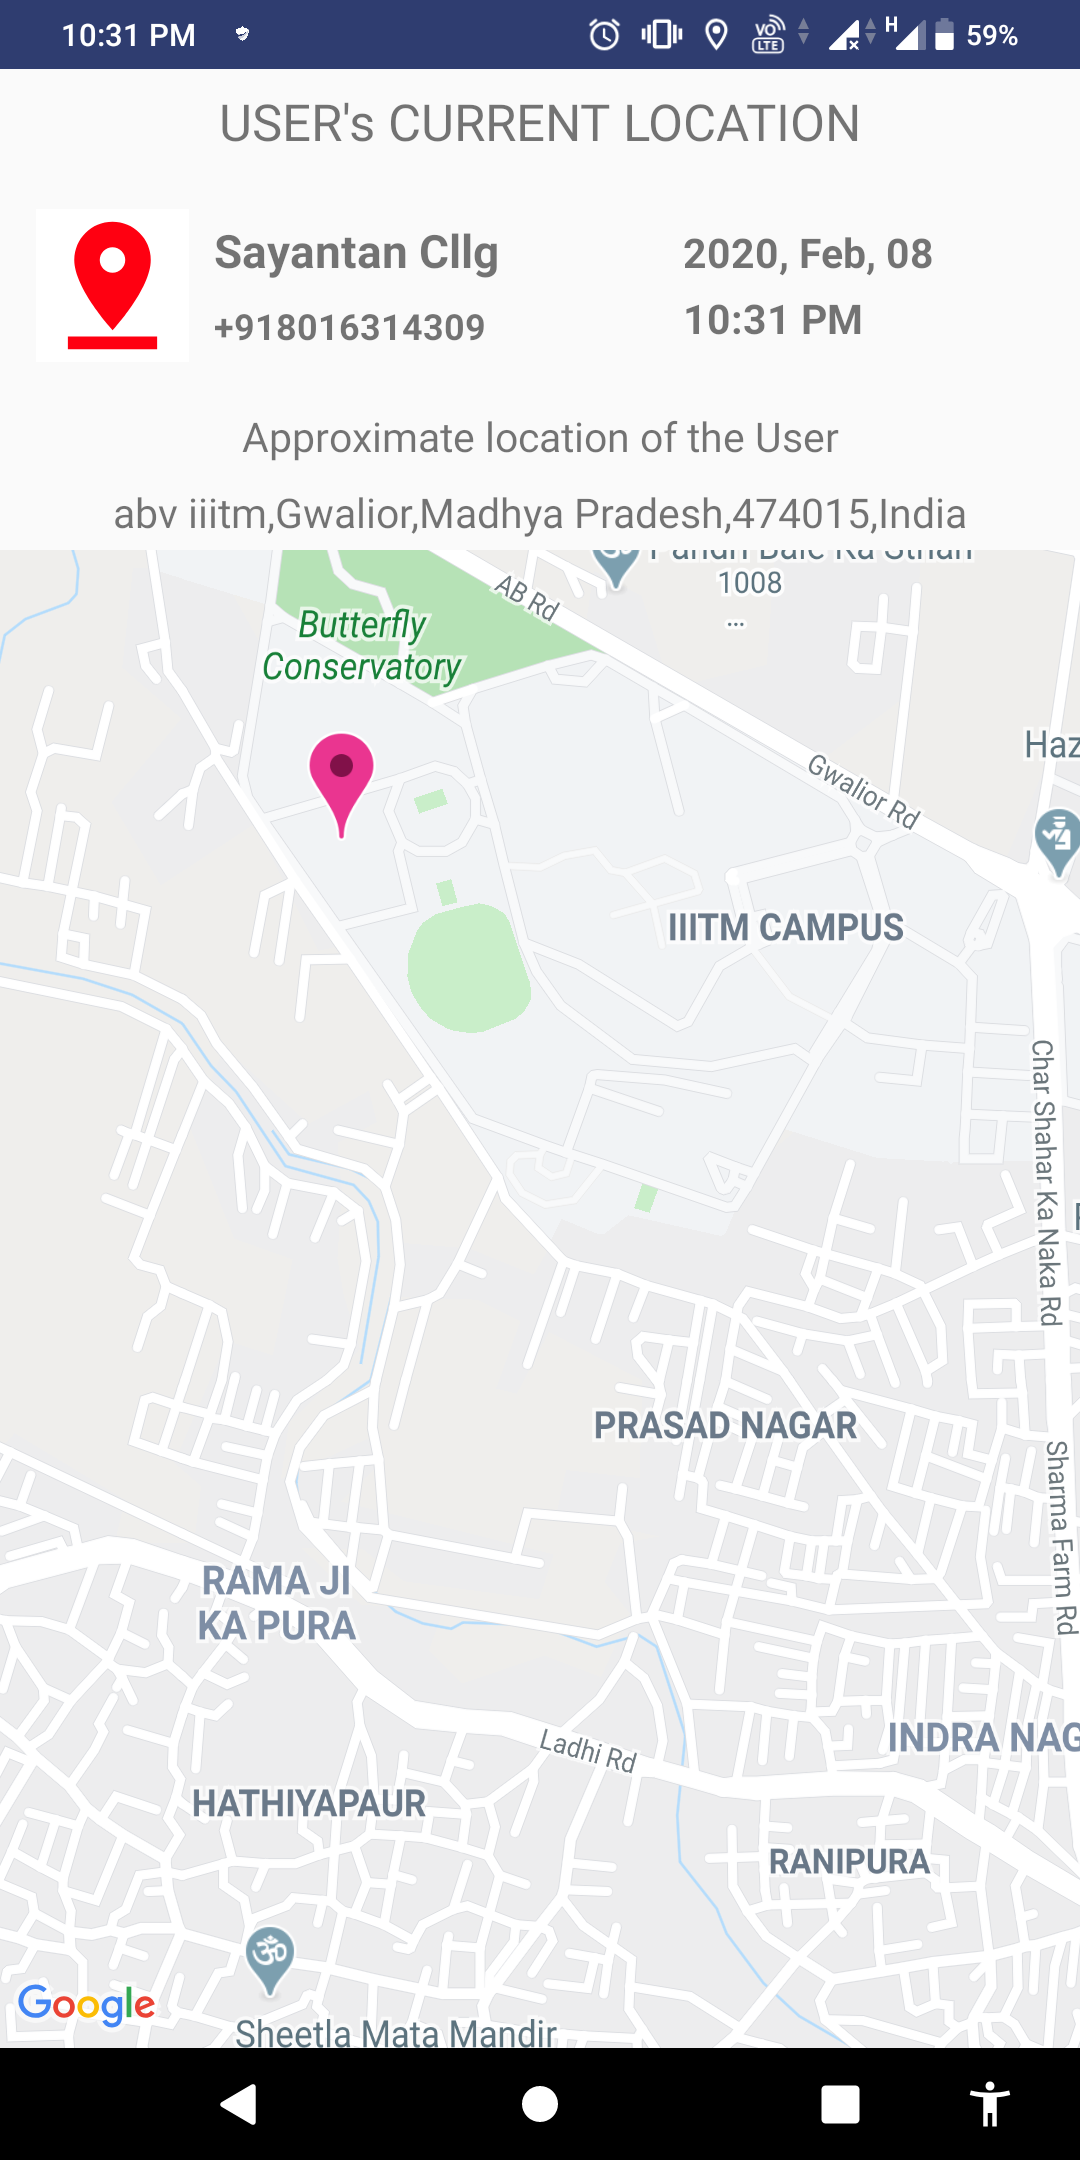 10:31 PM
VO LTE
H
59%
USER's CURRENT LOCATION
Sayantan Cllg
2020, Feb, 08
+918016314309
10:31 PM
Approximate location of the User
abv iiitm,Gwalior,Madhya Pradesh,474015,India
1008
...
AB Rd
Butterfly
Conservatory
Haz
Gwalior Rd
IIITM CAMPUS
Char Shahar Ka Naka Rd
PRASAD NAGAR
Sharma Farm Rd
RAMA JI
KA PURA
INDRA NAG
Ladhi Rd
HATHIYAPAUR
RANIPURA
ॐ
Google
Sheetla Mata Mandir